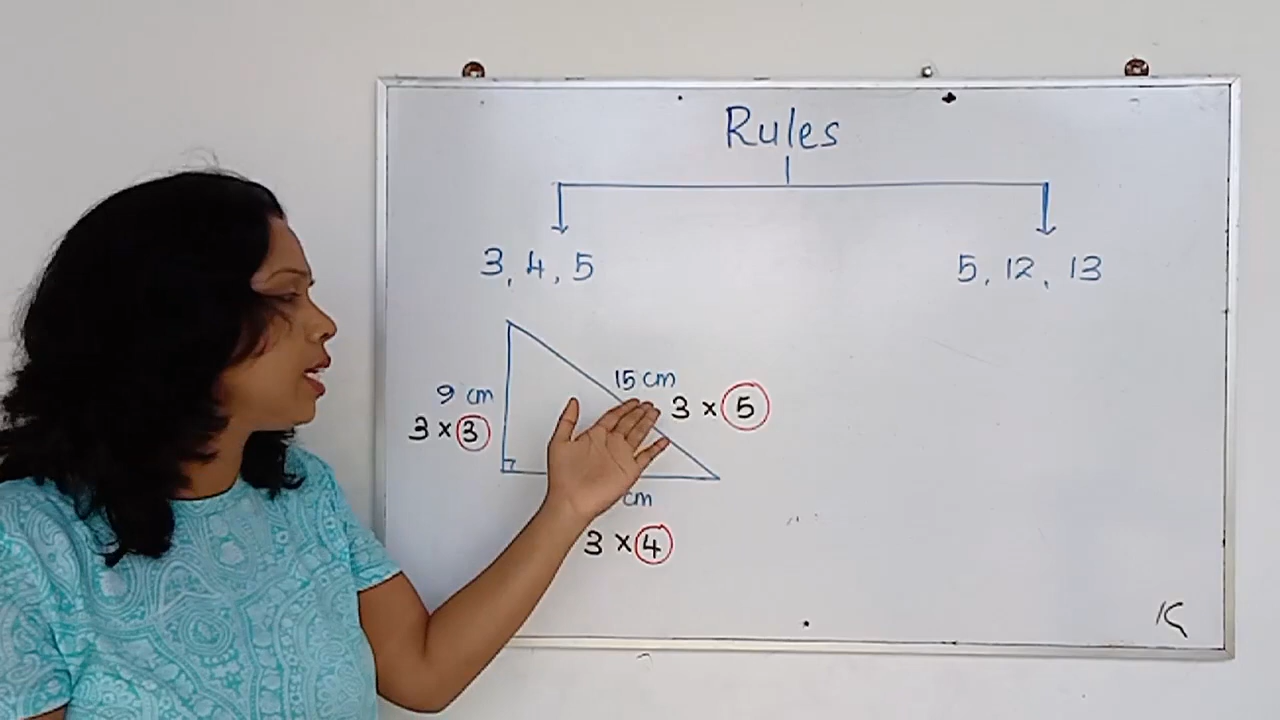 Rules
3, 4, 5
5, 12, 13
15 cm
9 cm
3 × 5
3 × 3
cm
3 × 4